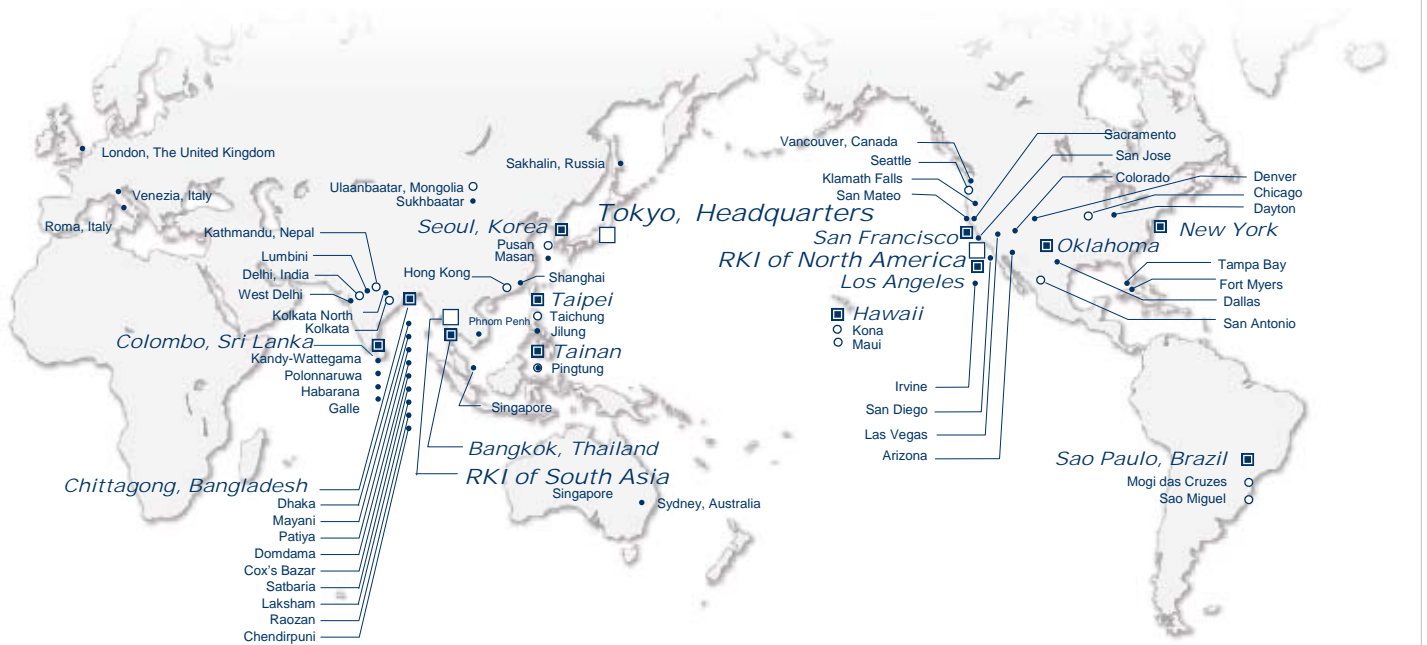 London, The United Kingdom
Venezia, Italy
Roma, Italy
Sakhalin, Russia
Ulaanbaatar, Mongolia
Sukhbaatar
Tokyo, Headquarters
Seoul, Korea
Pusan
Masan
Kathmandu, Nepal
Lumbini
Delhi, India
West Delhi
Kolkata North
Kolkata
Hong Kong
Shanghai
Taipei
Taichung
Jilung
Tainan
Pingtung
Phnom Penh
Colombo, Sri Lanka
Kandy-Wattegama
Polonnaruwa
Habarana
Galle
Singapore
Bangkok, Thailand
RKI of South Asia
Singapore
Sydney, Australia
Chittagong, Bangladesh
Dhaka
Mayani
Patiya
Domdama
Cox's Bazar
Satbaria
Laksham
Raozan
Chendirpuni
Vancouver, Canada
Seattle
Klamath Falls
San Mateo
San Francisco
RKI of North America
Los Angeles
Hawaii
Kona
Maui
Irvine
San Diego
Las Vegas
Arizona
Sacramento
San Jose
Colorado
Denver
Chicago
Dayton
New York
Oklahoma
Tampa Bay
Fort Myers
Dallas
San Antonio
Sao Paulo, Brazil
Mogi das Cruzes
Sao Miguel